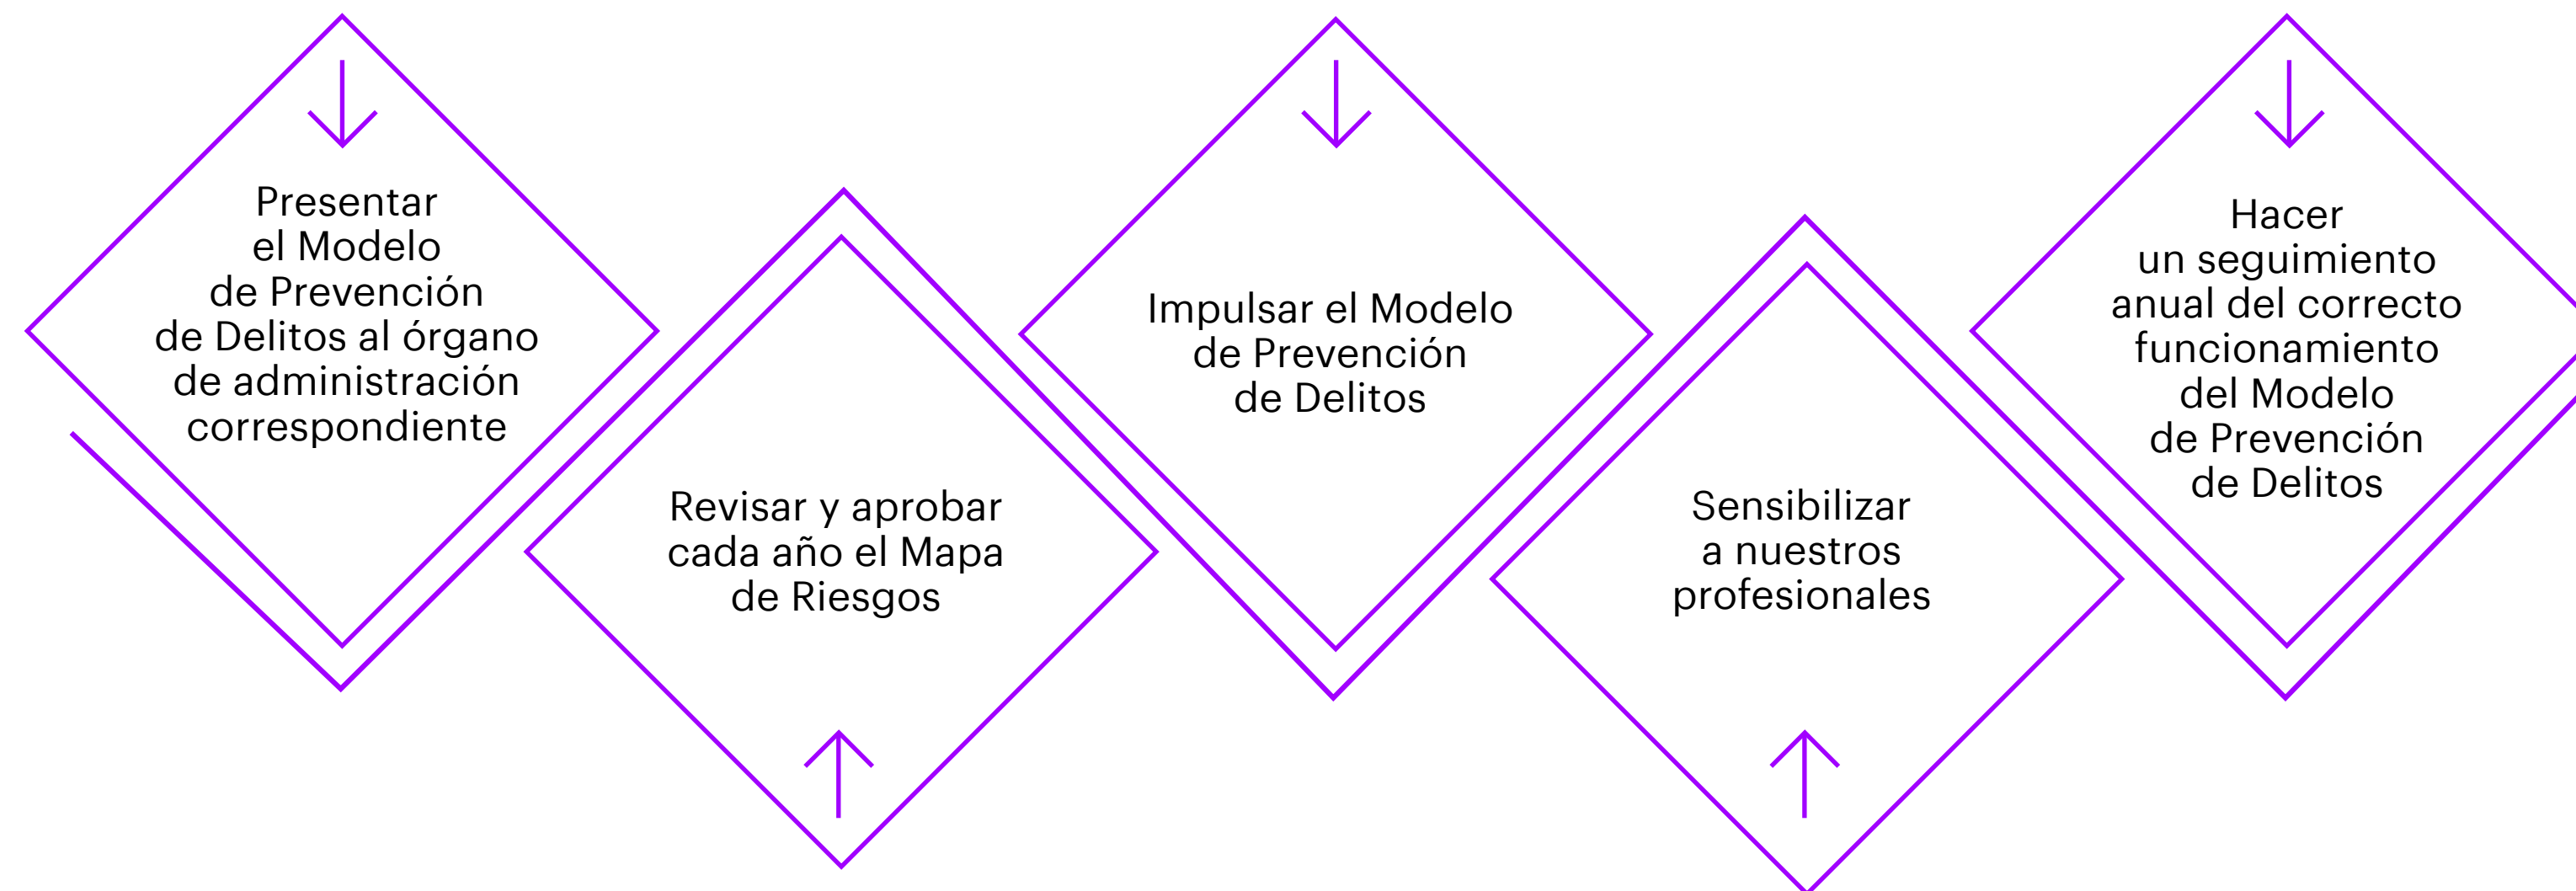 Presentar
el Modelo
de Prevención
de Delitos al órgano
de administración
correspondiente
Revisar y aprobar
cada año el Mapa
de Riesgos
Impulsar el Modelo
de Prevención
de Delitos
Sensibilizar
a nuestros
profesionales
Hacer
un seguimiento
anual del correcto
funcionamiento
del Modelo
de Prevención
de Delitos